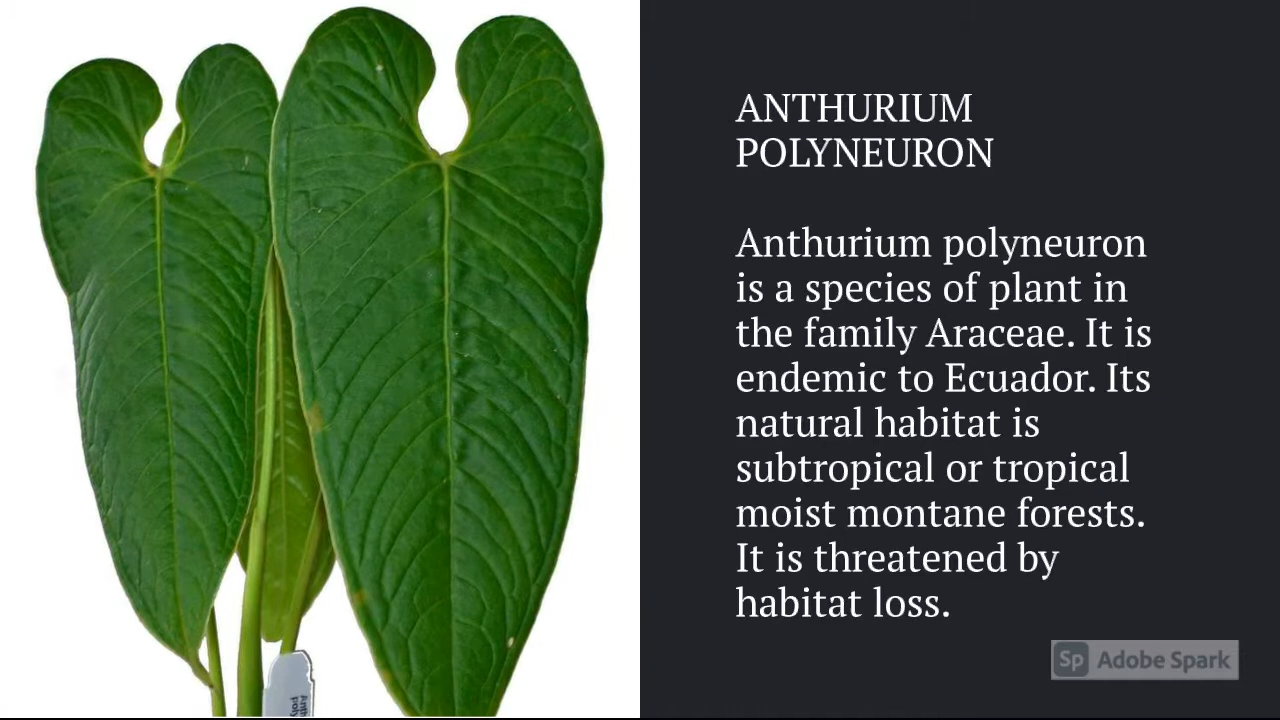 ANTHURIUM
POLYNEURON
Anthurium polyneuron
is a species of plant in
the family Araceae. It is
endemic to Ecuador. Its
natural habitat is
subtropical or tropical
moist montane forests.
It is threatened by
habitat loss.
Sp Adobe Spark